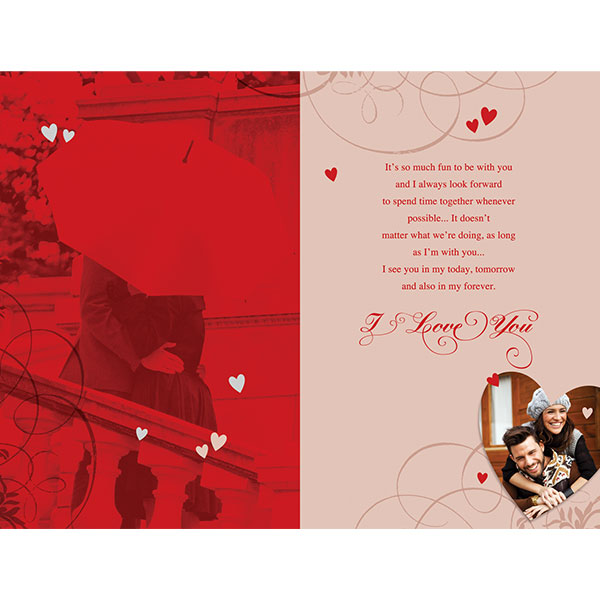 It's so much fun to be with you
and I always look forward
to spend time together whenever
possible... It doesn't
matter what we're doing, as long
as I'm with you...
I see you in my today, tomorrow
and also in my forever.
I Love You